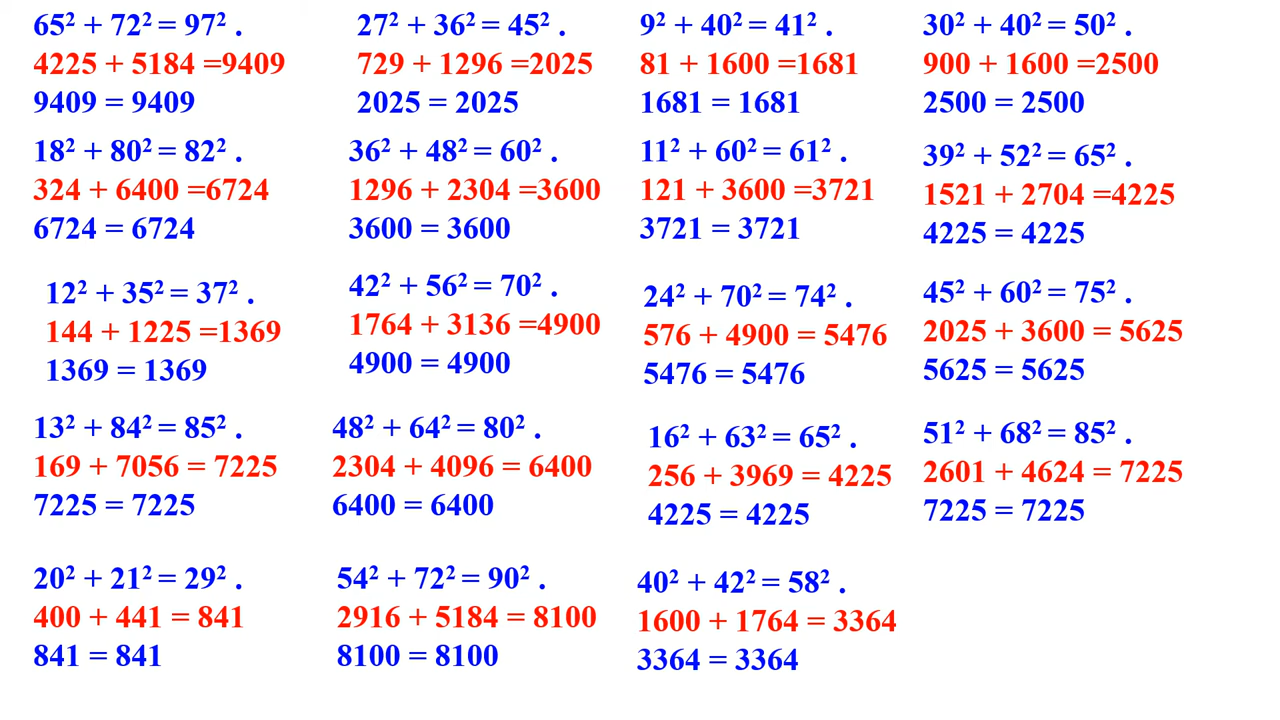 65² + 72² = 97² .
4225 + 5184 =9409
9409 = 9409
27² + 36² = 45² .
729 + 1296 =2025
2025 = 2025
9² + 40² = 41² .
81 + 1600 =1681
1681 = 1681
30² + 40² = 50² .
900 + 1600 =2500
2500 = 2500
18² + 80² = 82² .
324 + 6400 =6724
6724 = 6724
36² + 48² = 60² .
1296 + 2304 =3600
3600 = 3600
11² + 60² = 61² .
121 + 3600 =3721
3721 = 3721
39² + 52² = 65² .
1521 + 2704 =4225
4225 = 4225
12² + 35² = 37² .
144 + 1225 =1369
1369 = 1369
42² + 56² = 70² .
1764 + 3136 =4900
4900 = 4900
24² + 70² = 74² .
576 + 4900 = 5476
5476 = 5476
45² + 60² = 75² .
2025 + 3600 = 5625
5625 = 5625
13² + 84² = 85² .
169 + 7056 = 7225
7225 = 7225
48² + 64² = 80² .
2304 + 4096 = 6400
6400 = 6400
16² + 63² = 65² .
256 + 3969 = 4225
4225 = 4225
51² + 68² = 85² .
2601 + 4624 = 7225
7225 = 7225
20² + 21² = 29² .
400 + 441 = 841
841 = 841
54² + 72² = 90² .
2916 + 5184 = 8100
8100 = 8100
40² + 42² = 58² .
1600 + 1764 = 3364
3364 = 3364